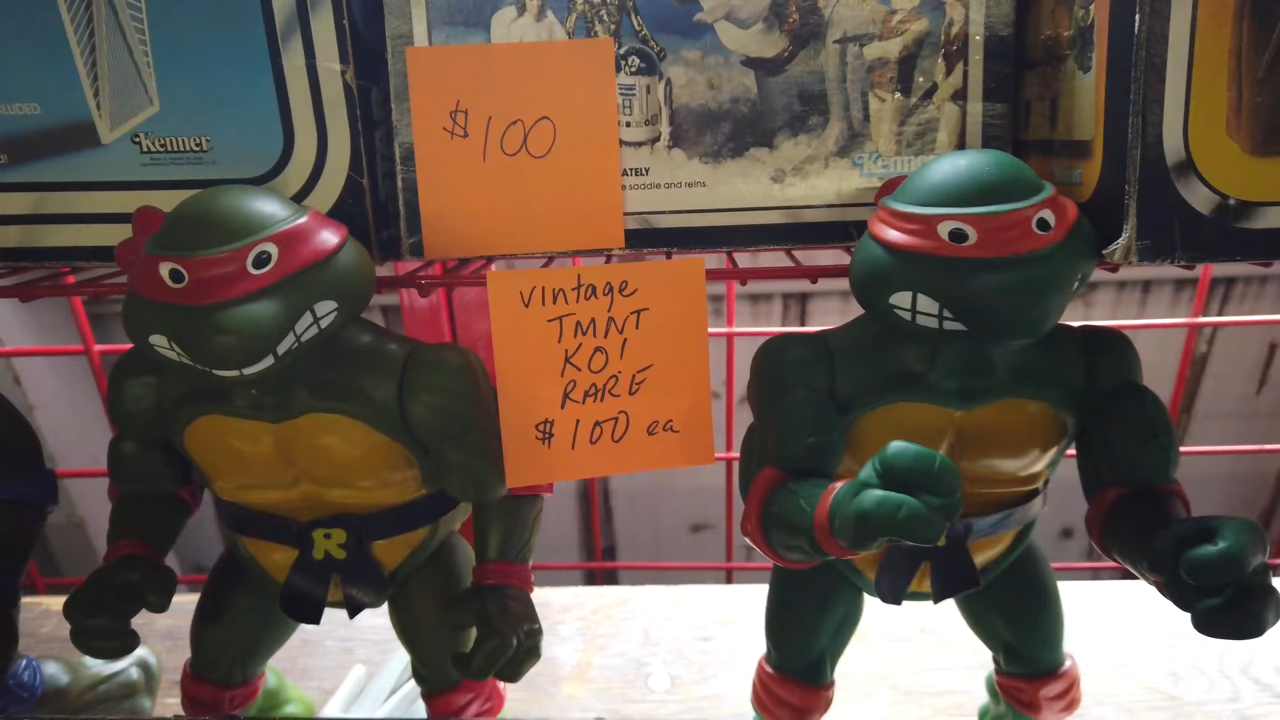 LUDED
Kenner
$100
ATELY
e saddle and reins.
Kenner
vintage
TMNT
KO!
RARE
$100 ea
R